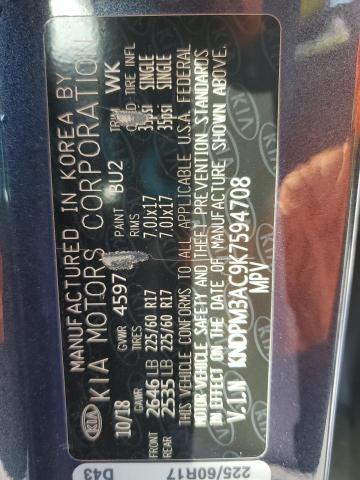 MANUFACTURED IN KOREA BY
KIA MOTORS CORPORATION
10/18 GVWR 4597 PAINT BU2 WK
GAWR TIRES RIMS TIRE INFL
FRONT 2646 LB 225/60 R17 7.0Jx17 35psi SINGLE
REAR 2535 LB 225/60 R17 7.0Jx17 35psi SINGLE
THIS VEHICLE CONFORMS TO ALL APPLICABLE U.S.A. FEDERAL
MOTOR VEHICLE SAFETY AND THEFT PREVENTION STANDARDS
IN EFFECT ON THE DATE OF MANUFACTURE SHOWN ABOVE.
V.I.N KNDPM3AC9K7594708
MPV
D43 225/60R17